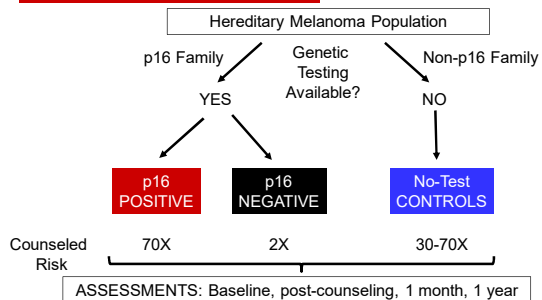 Hereditary Melanoma Population
p16 Family
Genetic
Testing
Available?
Non-p16 Family
YES
NO
p16
POSITIVE
p16
NEGATIVE
No-Test
CONTROLS
Counseled
Risk
70X
2X
30-70X
ASSESSMENTS: Baseline, post-counseling, 1 month, 1 year